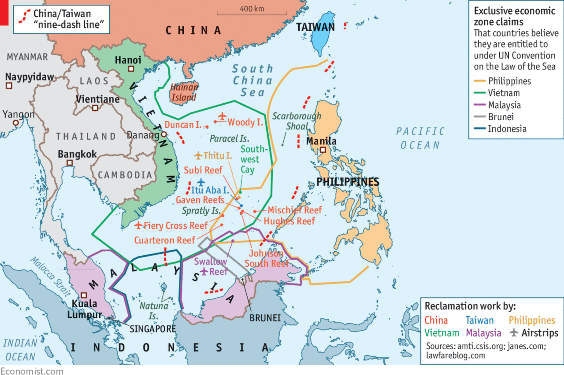 China/Taiwan
"nine-dash line"
400 km
CHINA
TAIWAN
Exclusive economic
zone claims
That countries believe
they are entitled to
under UN Convention
on the Law of the Sea
Philippines
Vietnam
Malaysia
Brunei
Indonesia
MYANMAR
Naypyidaw
Yangon
LAOS
Vientiane
Hanoi
VIETNAM
Hainan
Island
South
China
Sea
THAILAND
Bangkok
CAMBODIA
Danang
Duncan I.
Woody I.
Paracel Is.
Scarborough
Shoal
Thitu I.
South-
west
Cay
Subi Reef
Itu Aba I.
Gaven Reefs
Spratly Is.
Manila
PHILIPPINES
PACIFIC
OCEAN
Mischief Reef
Hughes Reef
Fiery Cross Reef
Cuarteron Reef
Johnson
South Reef
Swallow
Reef
MALAYSIA
Malacca Strait
Kuala
Lumpur
Natuna
Is.
SINGAPORE
BRUNEI
INDIAN
OCEAN
INDONESIA
Reclamation work by:
China Taiwan Philippines
Vietnam Malaysia Airstrips
Sources: amti.csis.org; janes.com;
lawfareblog.com
Economist.com